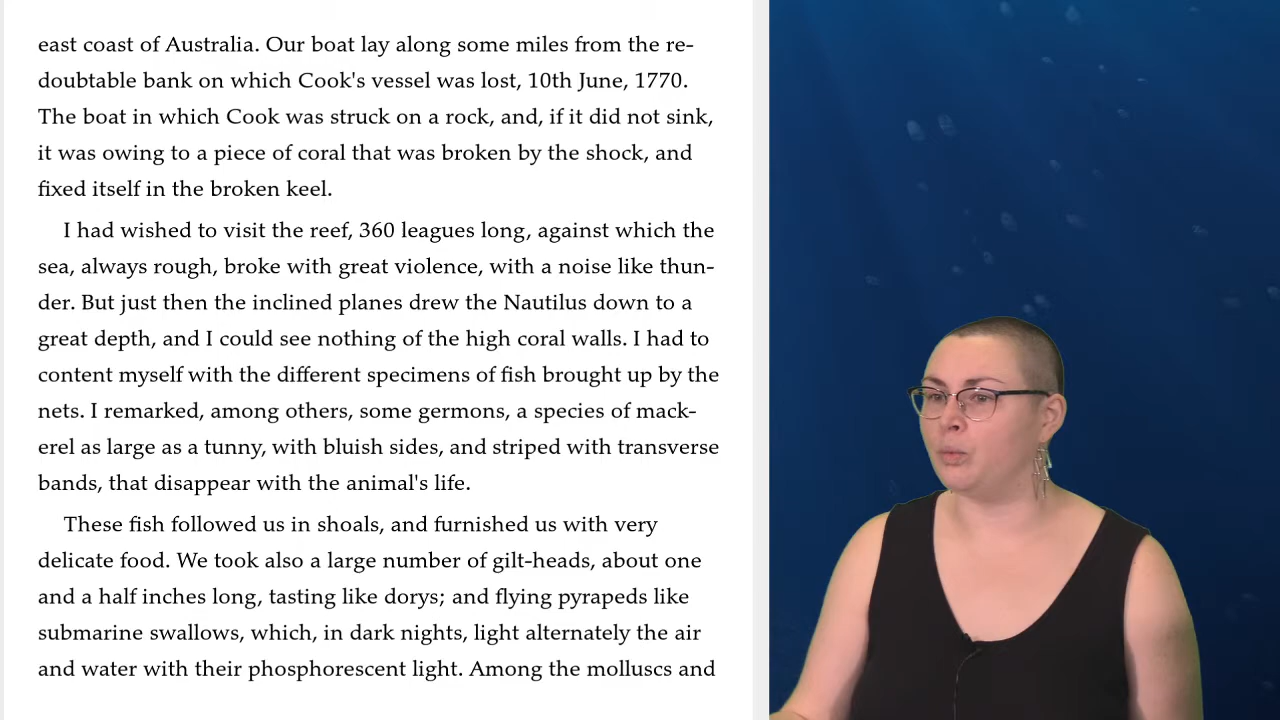 east coast of Australia. Our boat lay along some miles from the re-
doubtable bank on which Cook's vessel was lost, 10th June, 1770.
The boat in which Cook was struck on a rock, and, if it did not sink,
it was owing to a piece of coral that was broken by the shock, and
fixed itself in the broken keel.
I had wished to visit the reef, 360 leagues long, against which the
sea, always rough, broke with great violence, with a noise like thun-
der. But just then the inclined planes drew the Nautilus down to a
great depth, and I could see nothing of the high coral walls. I had to
content myself with the different specimens of fish brought up by the
nets. I remarked, among others, some germons, a species of mack-
erel as large as a tunny, with bluish sides, and striped with transverse
bands, that disappear with the animal's life.
These fish followed us in shoals, and furnished us with very
delicate food. We took also a large number of gilt-heads, about one
and a half inches long, tasting like dorys; and flying pyrapeds like
submarine swallows, which, in dark nights, light alternately the air
and water with their phosphorescent light. Among the molluscs and